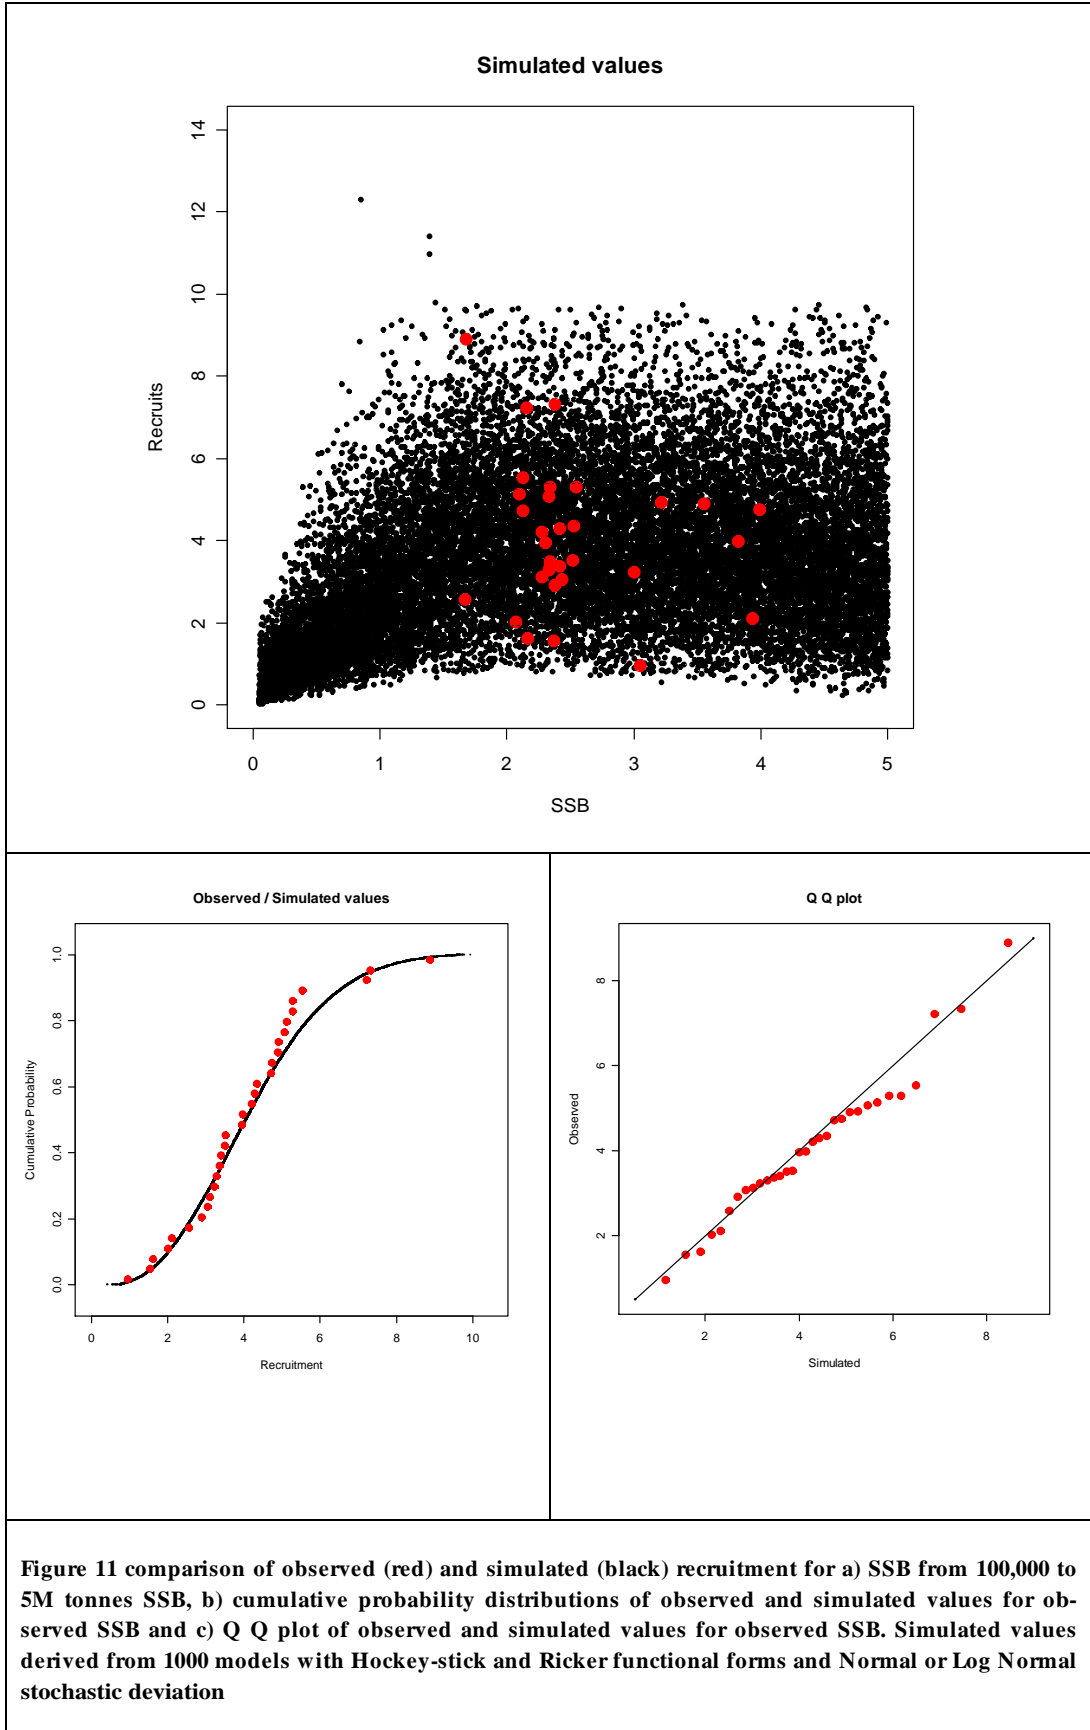 Simulated values
14
12
10
8
6
4
2
0
Recruits
0 1 2 3 4 5
SSB
Observed / Simulated values
1.0
0.8
0.6
0.4
0.2
0.0
Cumulative Probability
0 2 4 6 8 10
Recruitment
Q Q plot
8
6
4
2
Observed
2 4 6 8
Simulated
Figure 11 comparison of observed (red) and simulated (black) recruitment for a) SSB from 100,000 to
5M tonnes SSB, b) cumulative probability distributions of observed and simulated values for ob-
served SSB and c) Q Q plot of observed and simulated values for observed SSB. Simulated values
derived from 1000 models with Hockey-stick and Ricker functional forms and Normal or Log Normal
stochastic deviation